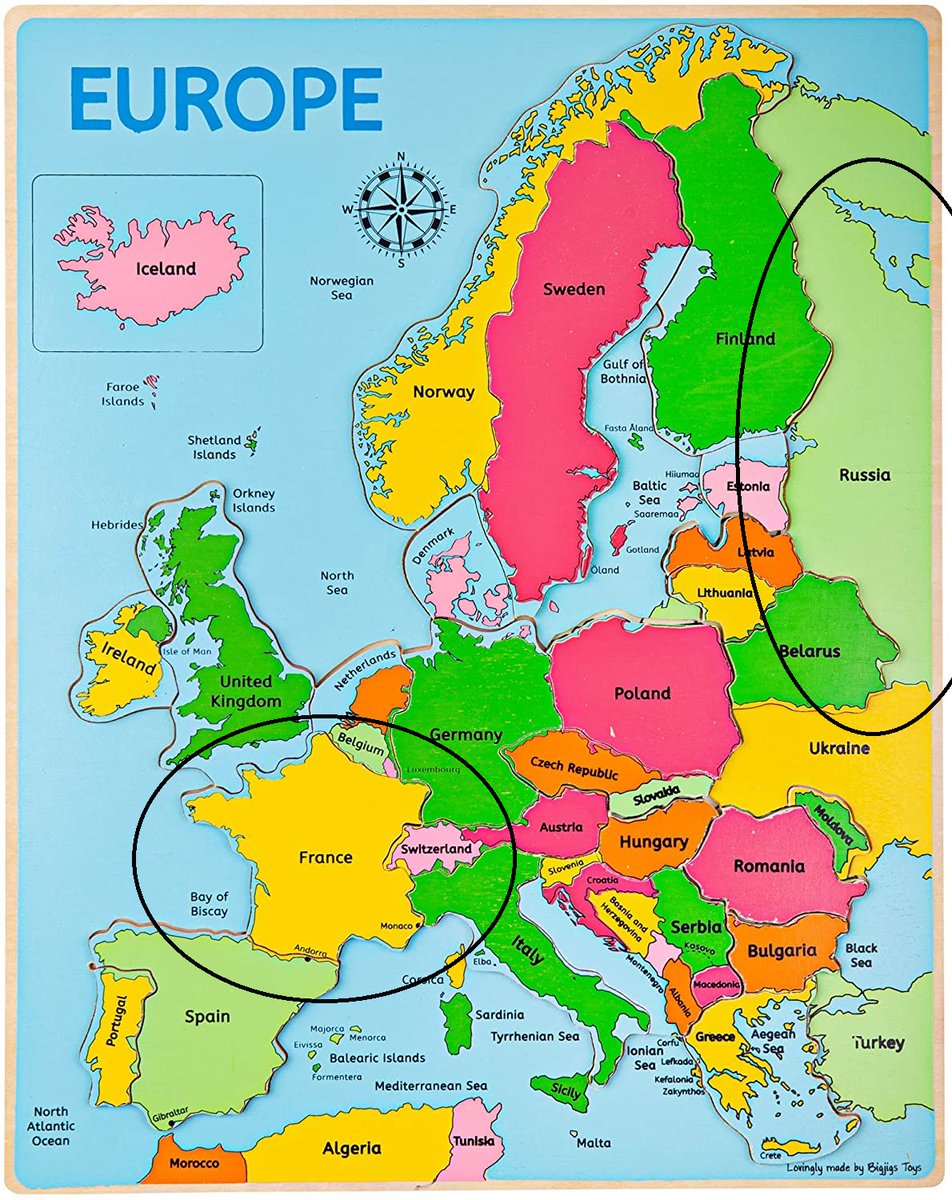 EUROPE
N
W
E
S
Iceland
Norwegian
Sea
Sweden
Finland
Faroe
Islands
Norway
Gulf of
Bothnia
Shetland
Islands
Fasta Åland
Russia
Orkney
Islands
Hebrides
Hiiumaa
Baltic
Sea
Saaremaa
Estonia
Denmark
Gotland
Latvia
North
Sea
Öland
Lithuania
Ireland
Isle of Man
Netherlands
Belarus
United
Kingdom
Poland
Belgium
Germany
Ukraine
Luxembourg
Czech Republic
Slovakia
Moldova
Austria
France
Switzerland
Hungary
Romania
Slovenia
Croatia
Bay of
Biscay
Bosnia and
Herzegovina
Monaco
Serbia
Kosovo
Andorra
Italy
Bulgaria
Black
Sea
Elba
Montenegro
Corsica
Macedonia
Albania
Portugal
Spain
Sardinia
Majorca
Menorca
Tyrrhenian Sea
Greece
Aegean
Sea
Turkey
Eivissa
Balearic Islands
Corfu
Ionian
Sea
Lefkada
Formentera
Kefalonia
Zakynthos
Mediterranean Sea
Sicily
Gibraltar
North
Atlantic
Ocean
Algeria
Tunisia
Malta
Morocco
Crete
Lovingly made by Bigjigs Toys